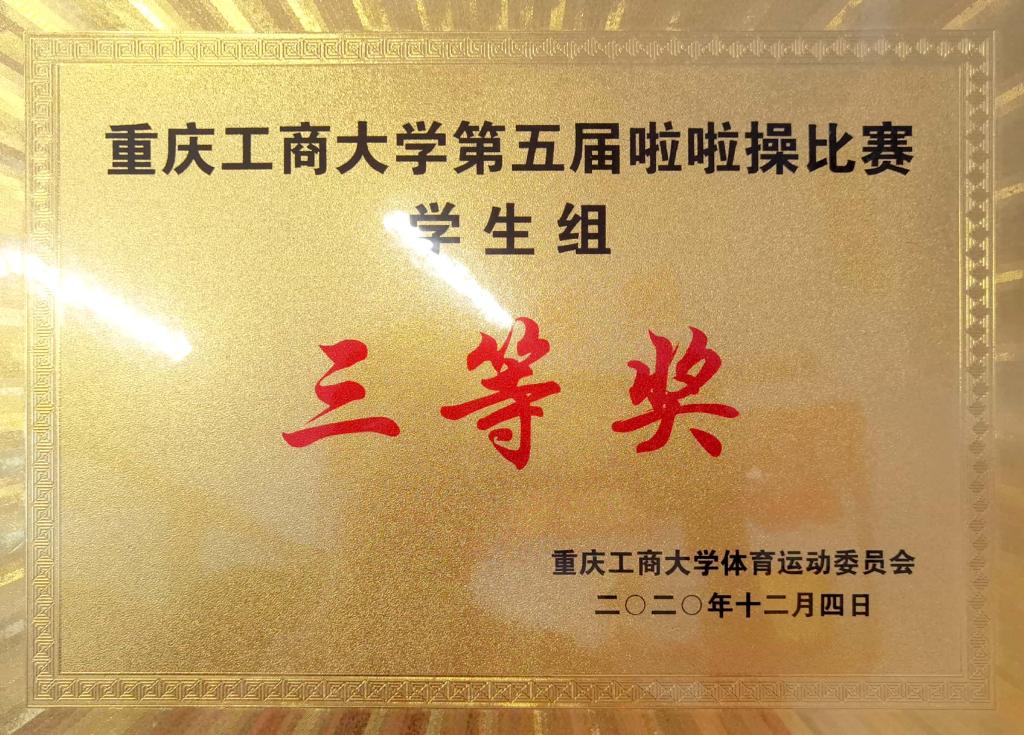 重庆工商大学第五届啦啦操比赛
学生组
三等奖
重庆工商大学体育运动委员会
二〇二〇年十二月四日